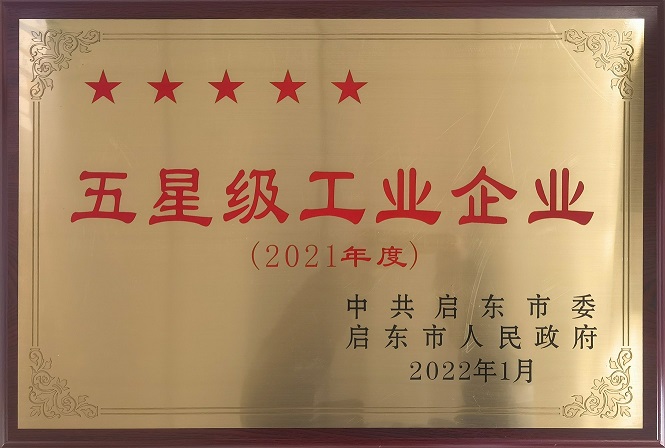 五星级工业企业
(2021年度)
中共启东市委
启东市人民政府
2022年1月